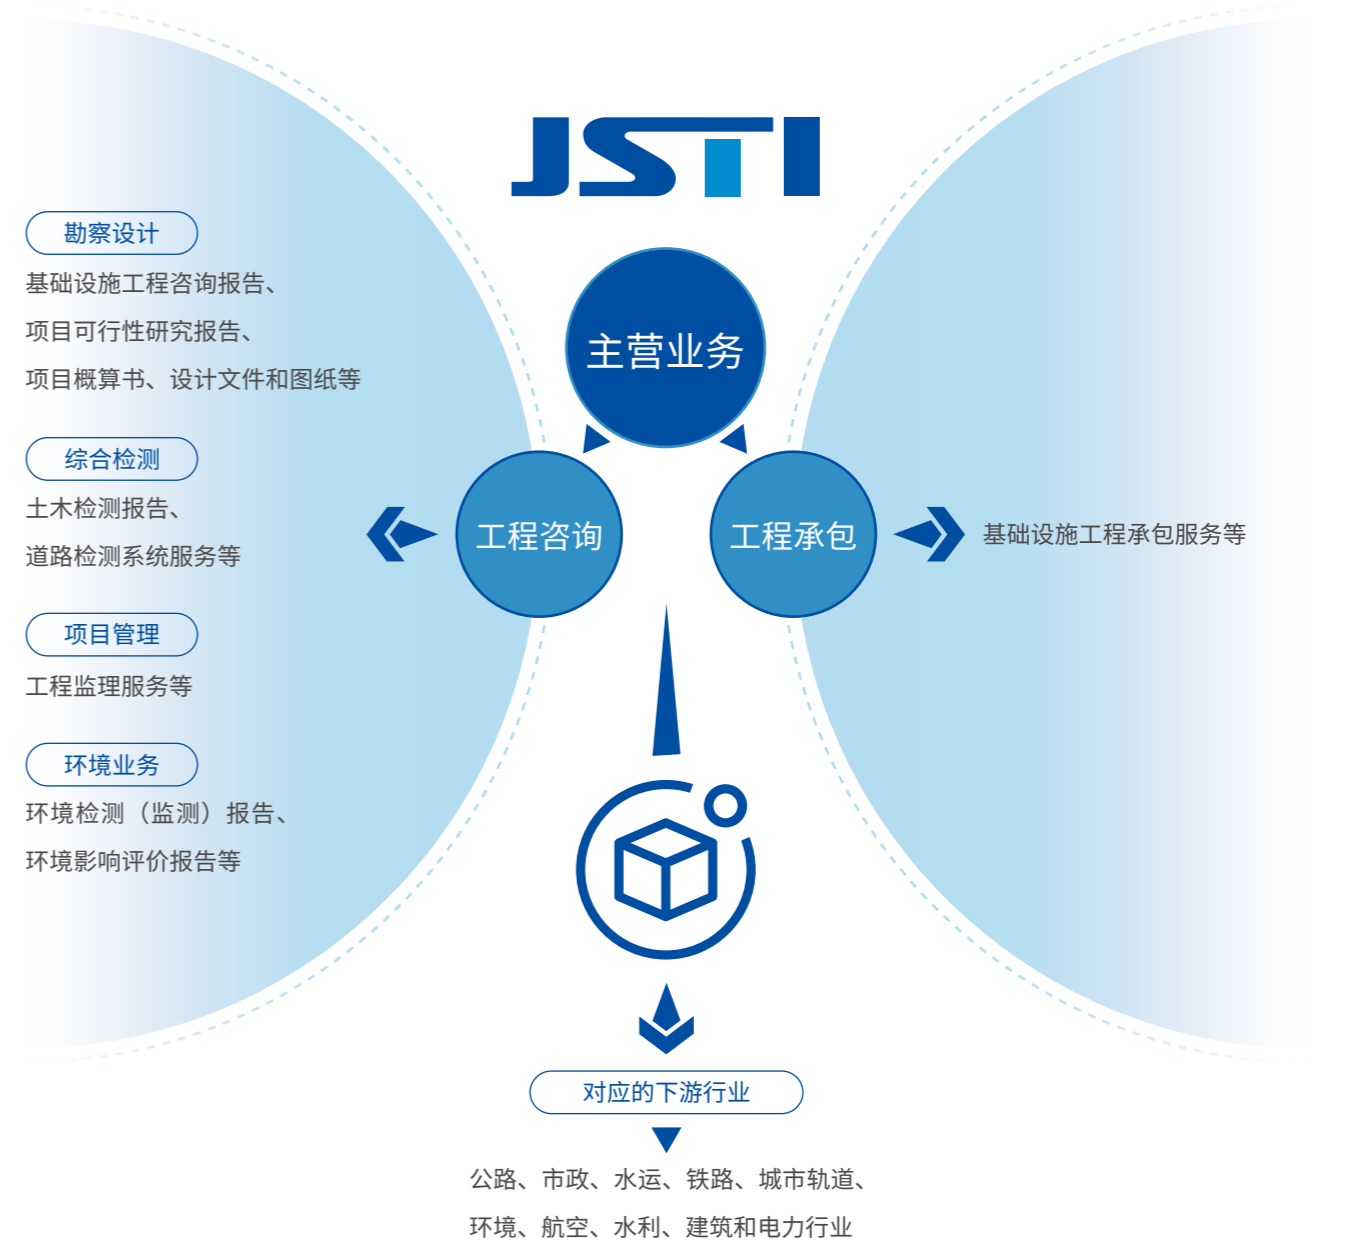 JSTI
主营业务
工程咨询
工程承包
勘察设计
基础设施工程咨询报告、
项目可行性研究报告、
项目概算书、设计文件和图纸等
综合检测
土木检测报告、
道路检测系统服务等
项目管理
工程监理服务等
环境业务
环境检测（监测）报告、
环境影响评价报告等
基础设施工程承包服务等
对应的下游行业
公路、市政、水运、铁路、城市轨道、
环境、航空、水利、建筑和电力行业